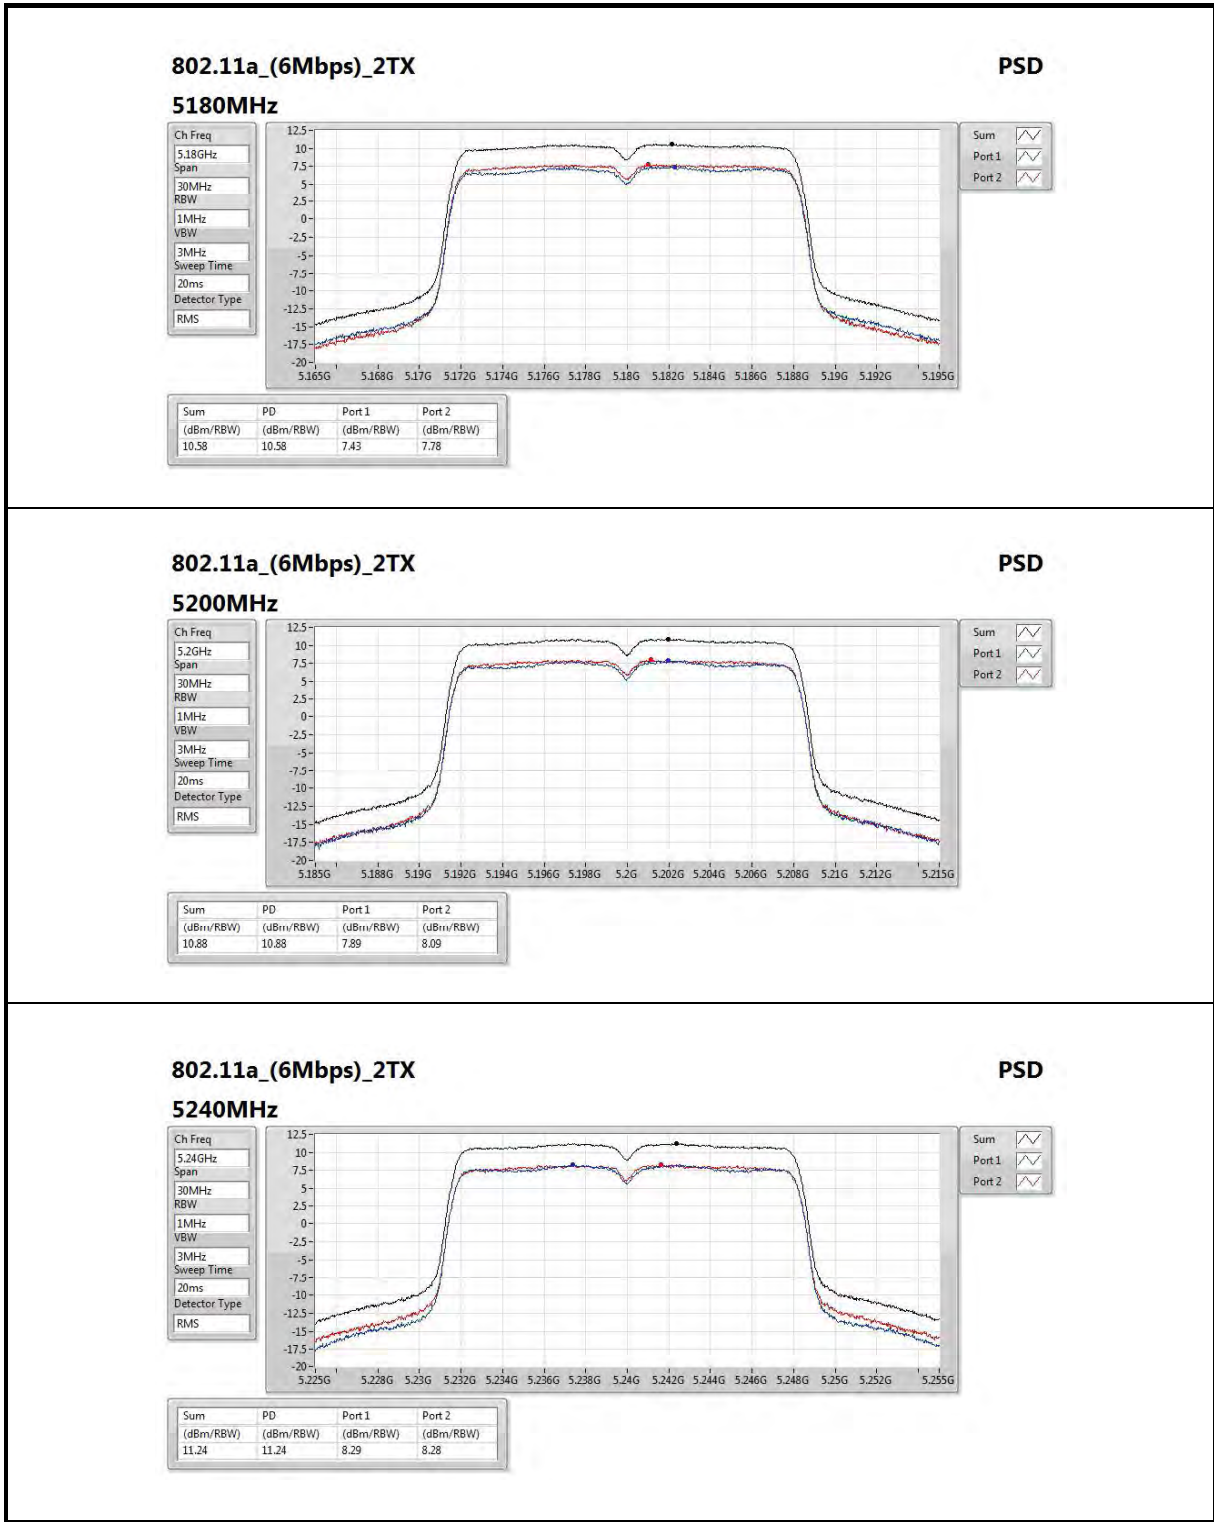 802.11a_(6Mbps)_2TX PSD
5180MHz
Ch Freq
5.18GHz
Span
30MHz
RBW
1MHz
VBW
3MHz
Sweep Time
20ms
Detector Type
RMS
12.5
10
7.5
5
2.5
0
-2.5
-5
-7.5
-10
-12.5
-15
-17.5
-20
5.165G 5.168G 5.17G 5.172G 5.174G 5.176G 5.178G 5.18G 5.182G 5.184G 5.186G 5.188G 5.19G 5.192G 5.195G
Sum
Port 1
Port 2
Sum PD Port 1 Port 2
(dBm/RBW) (dBm/RBW) (dBm/RBW) (dBm/RBW)
10.58 10.58 7.43 7.78
802.11a_(6Mbps)_2TX PSD
5200MHz
Ch Freq
5.2GHz
Span
30MHz
RBW
1MHz
VBW
3MHz
Sweep Time
20ms
Detector Type
RMS
12.5
10
7.5
5
2.5
0
-2.5
-5
-7.5
-10
-12.5
-15
-17.5
-20
5.185G 5.188G 5.19G 5.192G 5.194G 5.196G 5.198G 5.2G 5.202G 5.204G 5.206G 5.208G 5.21G 5.212G 5.215G
Sum
Port 1
Port 2
Sum PD Port 1 Port 2
(dBm/RBW) (dBm/RBW) (dBm/RBW) (dBm/RBW)
10.88 10.88 7.89 8.09
802.11a_(6Mbps)_2TX PSD
5240MHz
Ch Freq
5.24GHz
Span
30MHz
RBW
1MHz
VBW
3MHz
Sweep Time
20ms
Detector Type
RMS
12.5
10
7.5
5
2.5
0
-2.5
-5
-7.5
-10
-12.5
-15
-17.5
-20
5.225G 5.228G 5.23G 5.232G 5.234G 5.236G 5.238G 5.24G 5.242G 5.244G 5.246G 5.248G 5.25G 5.252G 5.255G
Sum
Port 1
Port 2
Sum PD Port 1 Port 2
(dBm/RBW) (dBm/RBW) (dBm/RBW) (dBm/RBW)
11.24 11.24 8.29 8.28